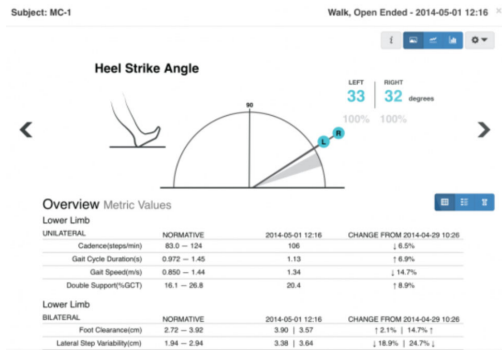 Subject: MC-1
Walk, Open Ended - 2014-05-01 12:16 ×
Heel Strike Angle
LEFT RIGHT
33 32 degrees
100% 100%
90
L R
Overview Metric Values
Lower Limb
UNILATERAL NORMATIVE 2014-05-01 12:16 CHANGE FROM 2014-04-29 10:26
Cadence(steps/min) 83.0 — 124 106 ↓ 6.5%
Gait Cycle Duration(s) 0.972 — 1.45 1.13 ↑ 6.9%
Gait Speed(m/s) 0.850 — 1.44 1.34 ↓ 14.7%
Double Support(%GCT) 16.1 — 26.8 20.4 ↑ 8.9%
Lower Limb
BILATERAL NORMATIVE 2014-05-01 12:16 CHANGE FROM 2014-04-29 10:26
Foot Clearance(cm) 2.72 — 3.92 3.90 | 3.57 ↑ 2.1% | 14.7% ↑
Lateral Step Variability(cm) 1.94 — 2.94 3.38 | 3.64 ↓ 18.9% | 24.7% ↓